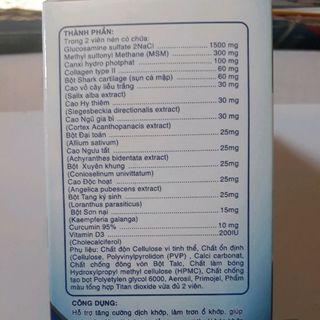 THÀNH PHẦN:
Trong 2 viên nén có chứa:
Glucosamine sulfate 2NaCl 1500 mg
Methyl sulfonyl Methane (MSM) 300 mg
Canxi hydro photphat 100 mg
Collagen type II 60 mg
Bột Shark cartilage (sụn cá mập) 60 mg
Cao vỏ cây liễu trắng 30 mg
(Salix alba extract)
Cao Hy thiêm 30 mg
(Siegesbeckia directionalis extract)
Cao Ngũ gia bì 30 mg
(Cortex Acanthopanacis extract)
Bột Đại toán 25mg
(Allium sativum)
Cao Ngưu tất 25mg
(Achyranthes bidentata extract)
Bột Xuyên khung 25mg
(Conioselinum univittatum)
Cao Độc hoạt 25mg
(Angelica pubescens extract)
Bột Tang ký sinh 25mg
(Loranthus parasiticus)
Bột Sơn nại 15mg
(Kaempferia galanga)
Curcumin 95% 10 mg
Vitamin D3 200IU
(Cholecalciferol)
Phụ liệu: Chất độn Cellulose vi tinh thể, Chất ổn định
(Cellulose, Polyvinylpyrolidon (PVP) , Calci carbonat,
Chất chống đông vón Bột Talc, Chất làm bóng
Hydroxylpropyl methyl cellulose (HPMC), Chất chống
tạo bọt Polyetylen glycol 6000, Aerosil, Primojel, Phẩm
màu tổng hợp Titan dioxide vừa đủ 2 viên.
CÔNG DỤNG:
Hỗ trợ tăng cường dịch khớp, làm trơn ổ khớp, giúp